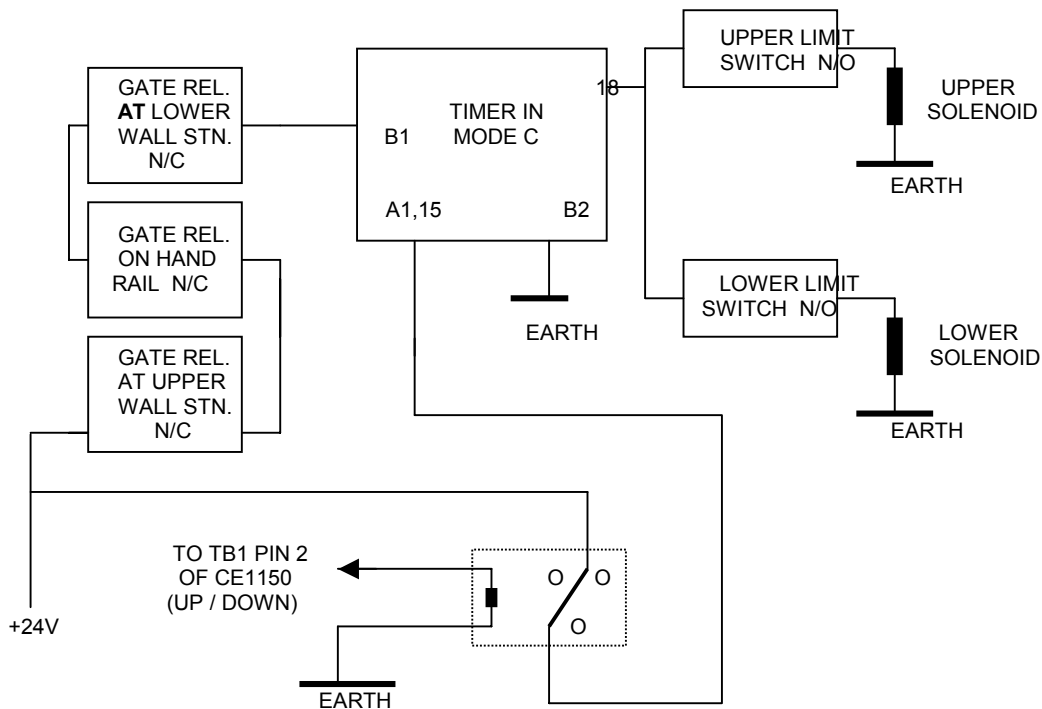 GATE REL.
AT LOWER
WALL STN.
N/C
GATE REL.
ON HAND
RAIL N/C
GATE REL.
AT UPPER
WALL STN.
N/C
TIMER IN
MODE C
B1
18
A1,15
B2
EARTH
UPPER LIMIT
SWITCH N/O
UPPER
SOLENOID
EARTH
LOWER LIMIT
SWITCH N/O
LOWER
SOLENOID
EARTH
+24V
TO TB1 PIN 2
OF CE1150
(UP / DOWN)
O O
O
EARTH